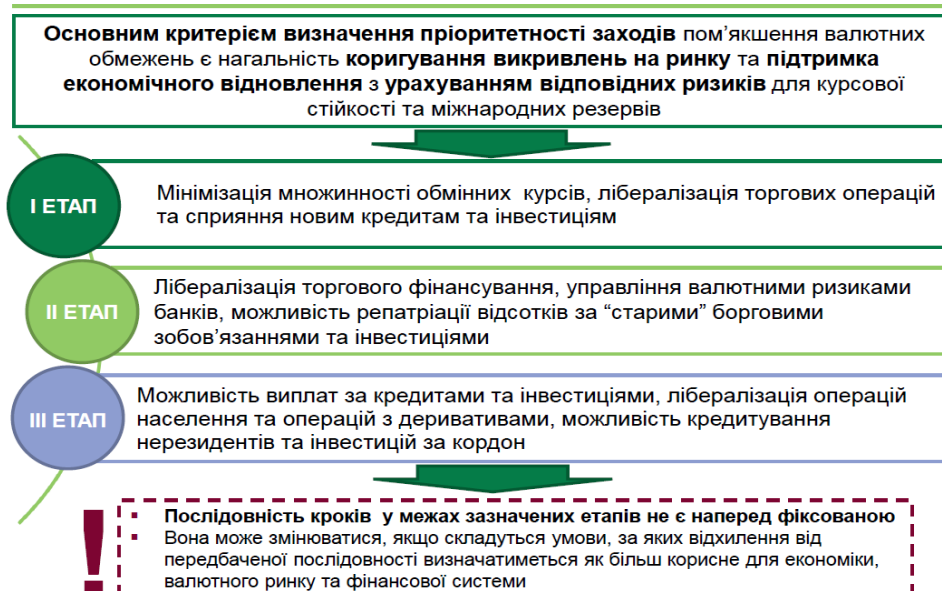 Основним критерієм визначення пріоритетності заходів пом’якшення валютних
обмежень є нагальність коригування викривлень на ринку та підтримка
економічного відновлення з урахуванням відповідних ризиків для курсової
стійкості та міжнародних резервів
І ЕТАП
Мінімізація множинності обмінних курсів, лібералізація торгових операцій
та сприяння новим кредитам та інвестиціям
ІІ ЕТАП
Лібералізація торгового фінансування, управління валютними ризиками
банків, можливість репатріації відсотків за “старими” борговими
зобов’язаннями та інвестиціями
ІІІ ЕТАП
Можливість виплат за кредитами та інвестиціями, лібералізація операцій
населення та операцій з деривативами, можливість кредитування
нерезидентів та інвестицій за кордон
!
Послідовність кроків у межах зазначених етапів не є наперед фіксованою
Вона може змінюватися, якщо складуться умови, за яких відхилення від
передбаченої послідовності визначатиметься як більш корисне для економіки,
валютного ринку та фінансової системи